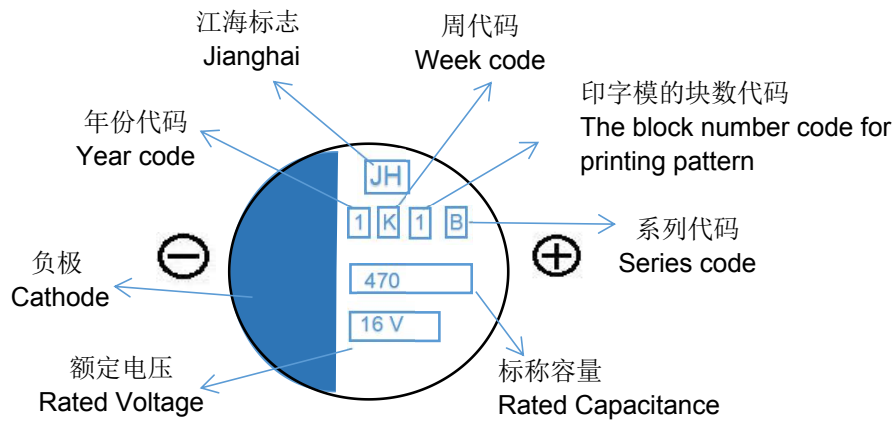 江海标志
Jianghai
周代码
Week code
印字模的块数代码
The block number code for
printing pattern
年份代码
Year code
JH
1 K 1 B
系列代码
Series code
负极
Cathode
470
16 V
额定电压
Rated Voltage
标称容量
Rated Capacitance